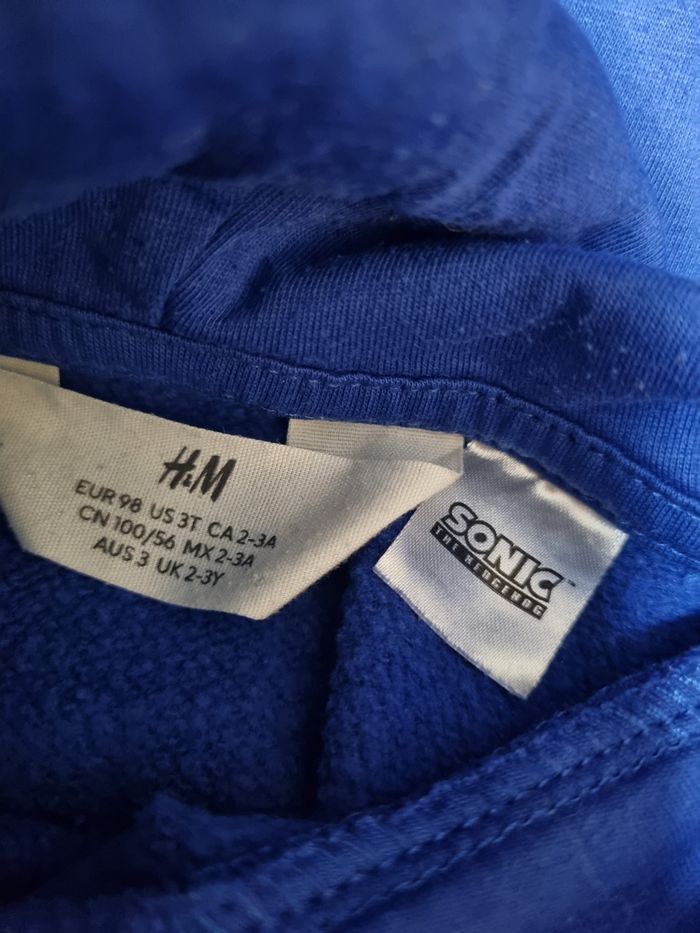 H&M
EUR 98 US 3T CA 2-3A
CN 100/56 MX 2-3A
AUS 3 UK 2-3Y
SONIC™
THE HEDGEHOG